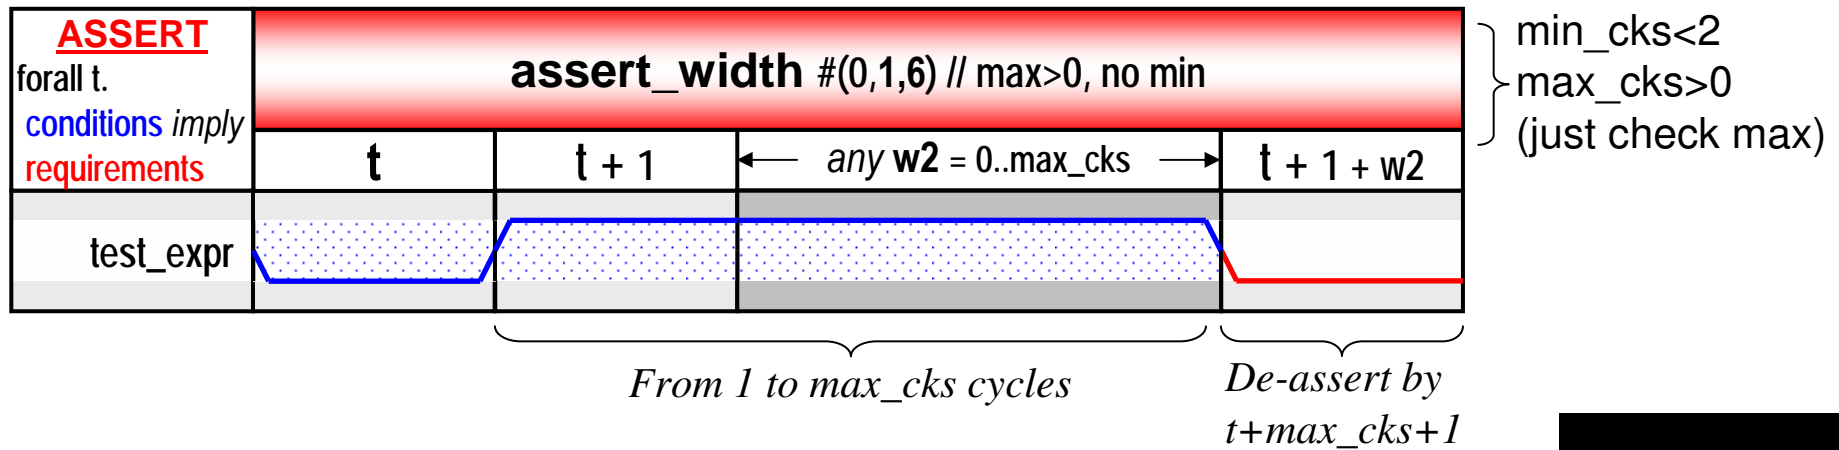 ASSERT
forall t.
conditions imply
requirements
assert_width #(0,1,6) // max>0, no min
min_cks<2
max_cks>0
(just check max)
t
t + 1
any w2 = 0..max_cks
t + 1 + w2
test_expr
From 1 to max_cks cycles
De-assert by
t+max_cks+1